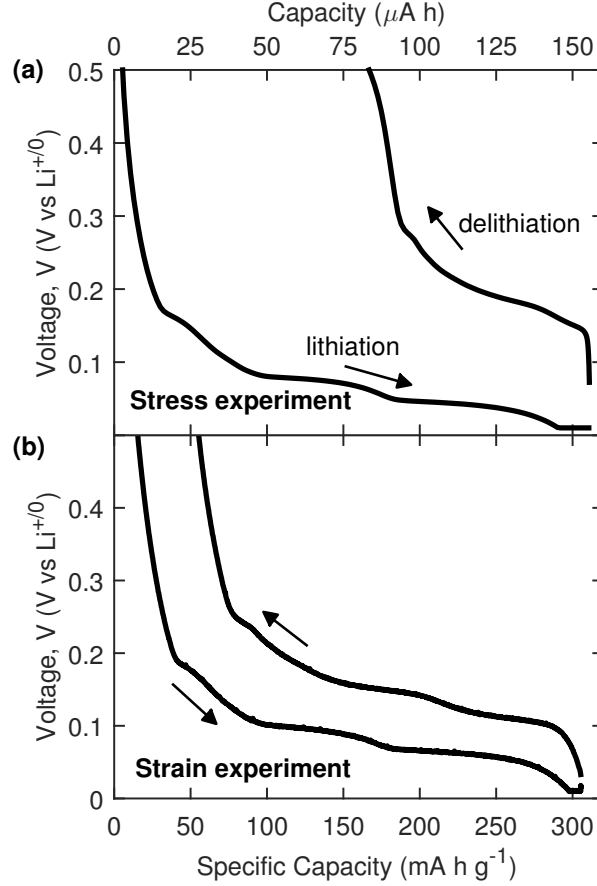 Capacity (μA h)
0 25 50 75 100 125 150
(a)
0.5
0.4
0.3
0.2
0.1
Voltage, V (V vs Li+/0)
delithiation
lithiation
Stress experiment
(b)
0.4
0.3
0.2
0.1
0
Voltage, V (V vs Li+/0)
Strain experiment
0 50 100 150 200 250 300
Specific Capacity (mA h g-1)